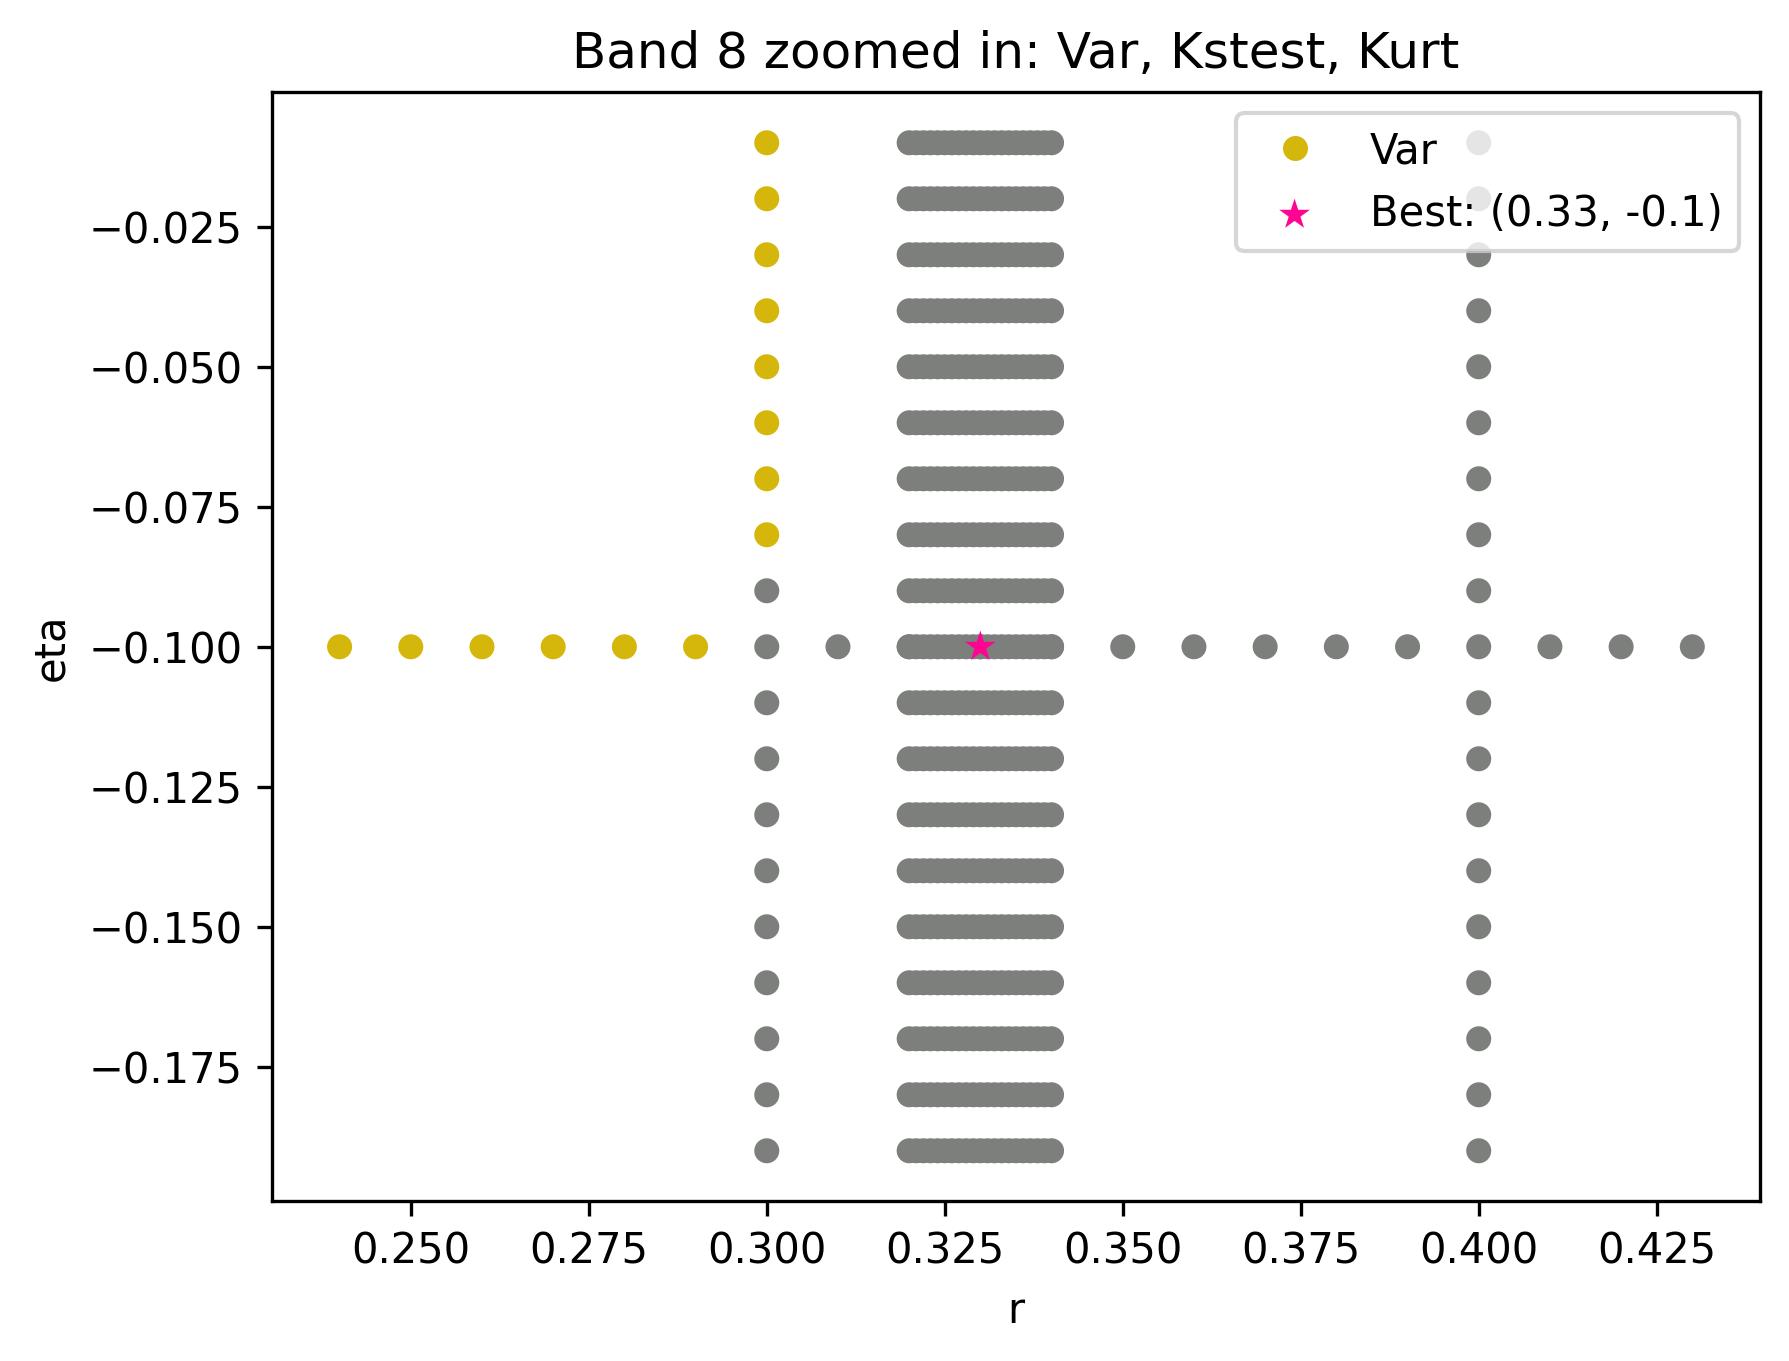 Band 8 zoomed in: Var, Kstest, Kurt
Var
Best: (0.33, -0.1)
−0.025
−0.050
−0.075
−0.100
−0.125
−0.150
−0.175
eta
0.250 0.275 0.300 0.325 0.350 0.375 0.400 0.425
r